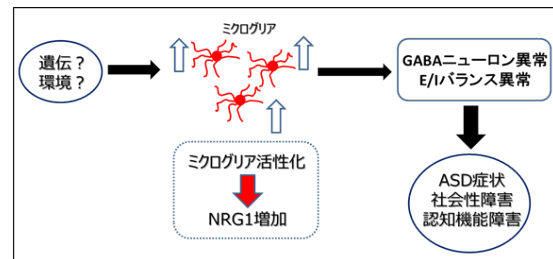 遺伝？
環境？
ミクログリア
ミクログリア活性化
NRG1増加
GABAニューロン異常
E/Iバランス異常
ASD症状
社会性障害
認知機能障害